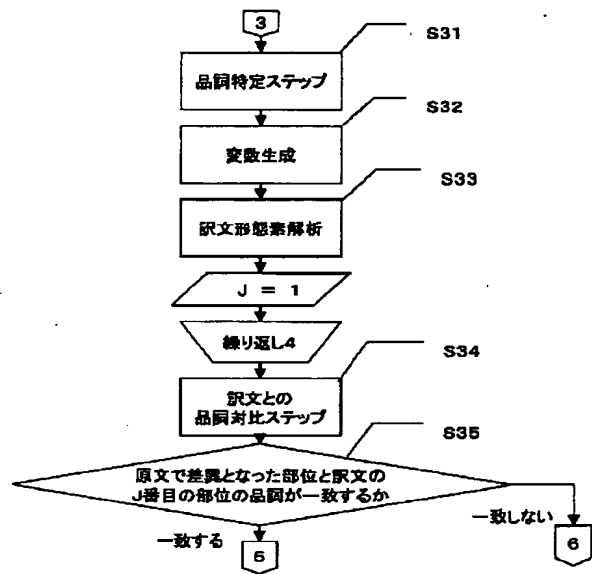 3
S31
品詞特定ステップ
S32
変数生成
S33
訳文形態素解析
J = 1
繰り返し4
S34
訳文との
品詞対比ステップ
S35
原文で差異となった部位と訳文の
J番目の部位の品詞が一致するか
一致する
一致しない
5
6